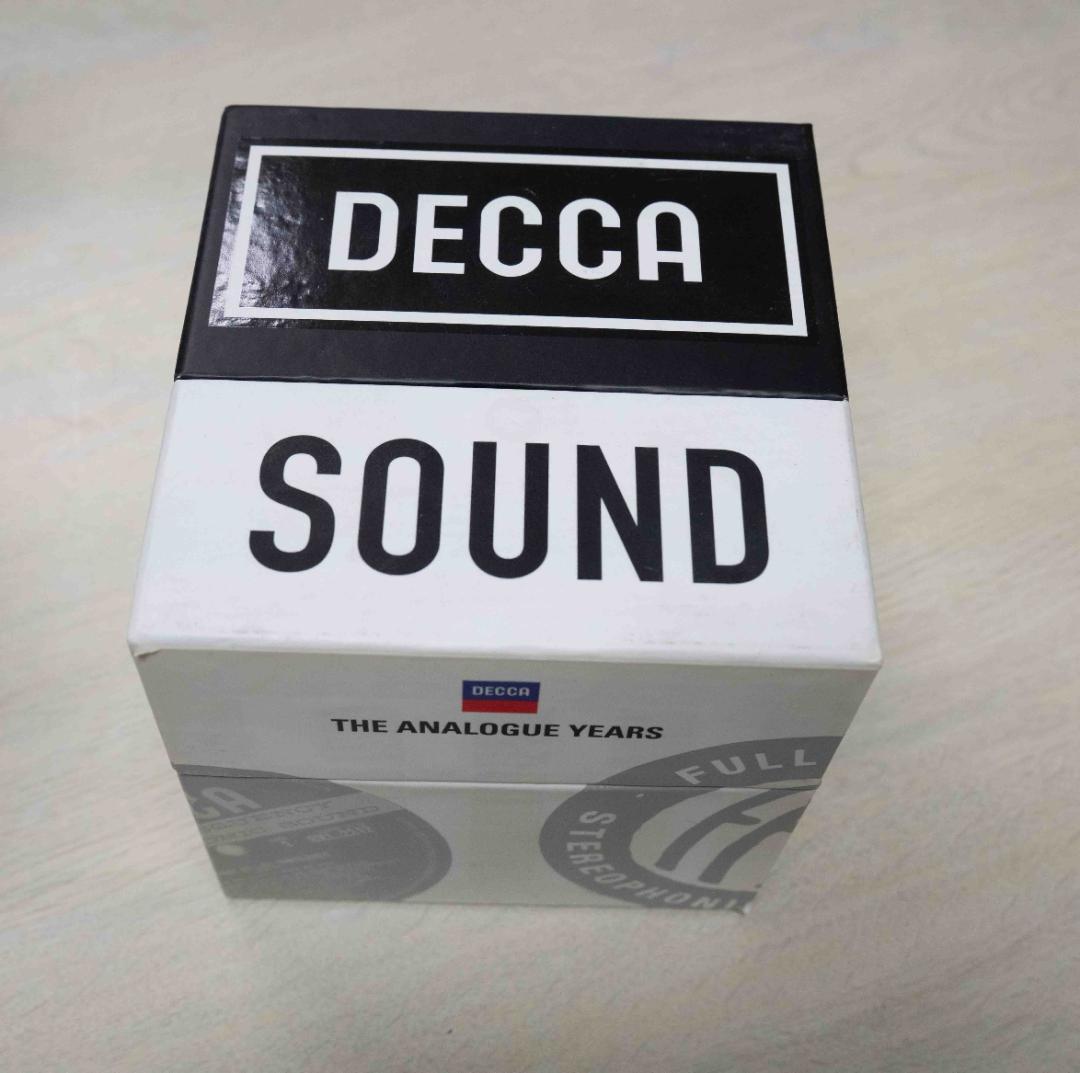 DECCA
SOUND
DECCA
THE ANALOGUE YEARS
FULL
STEREOPHONI